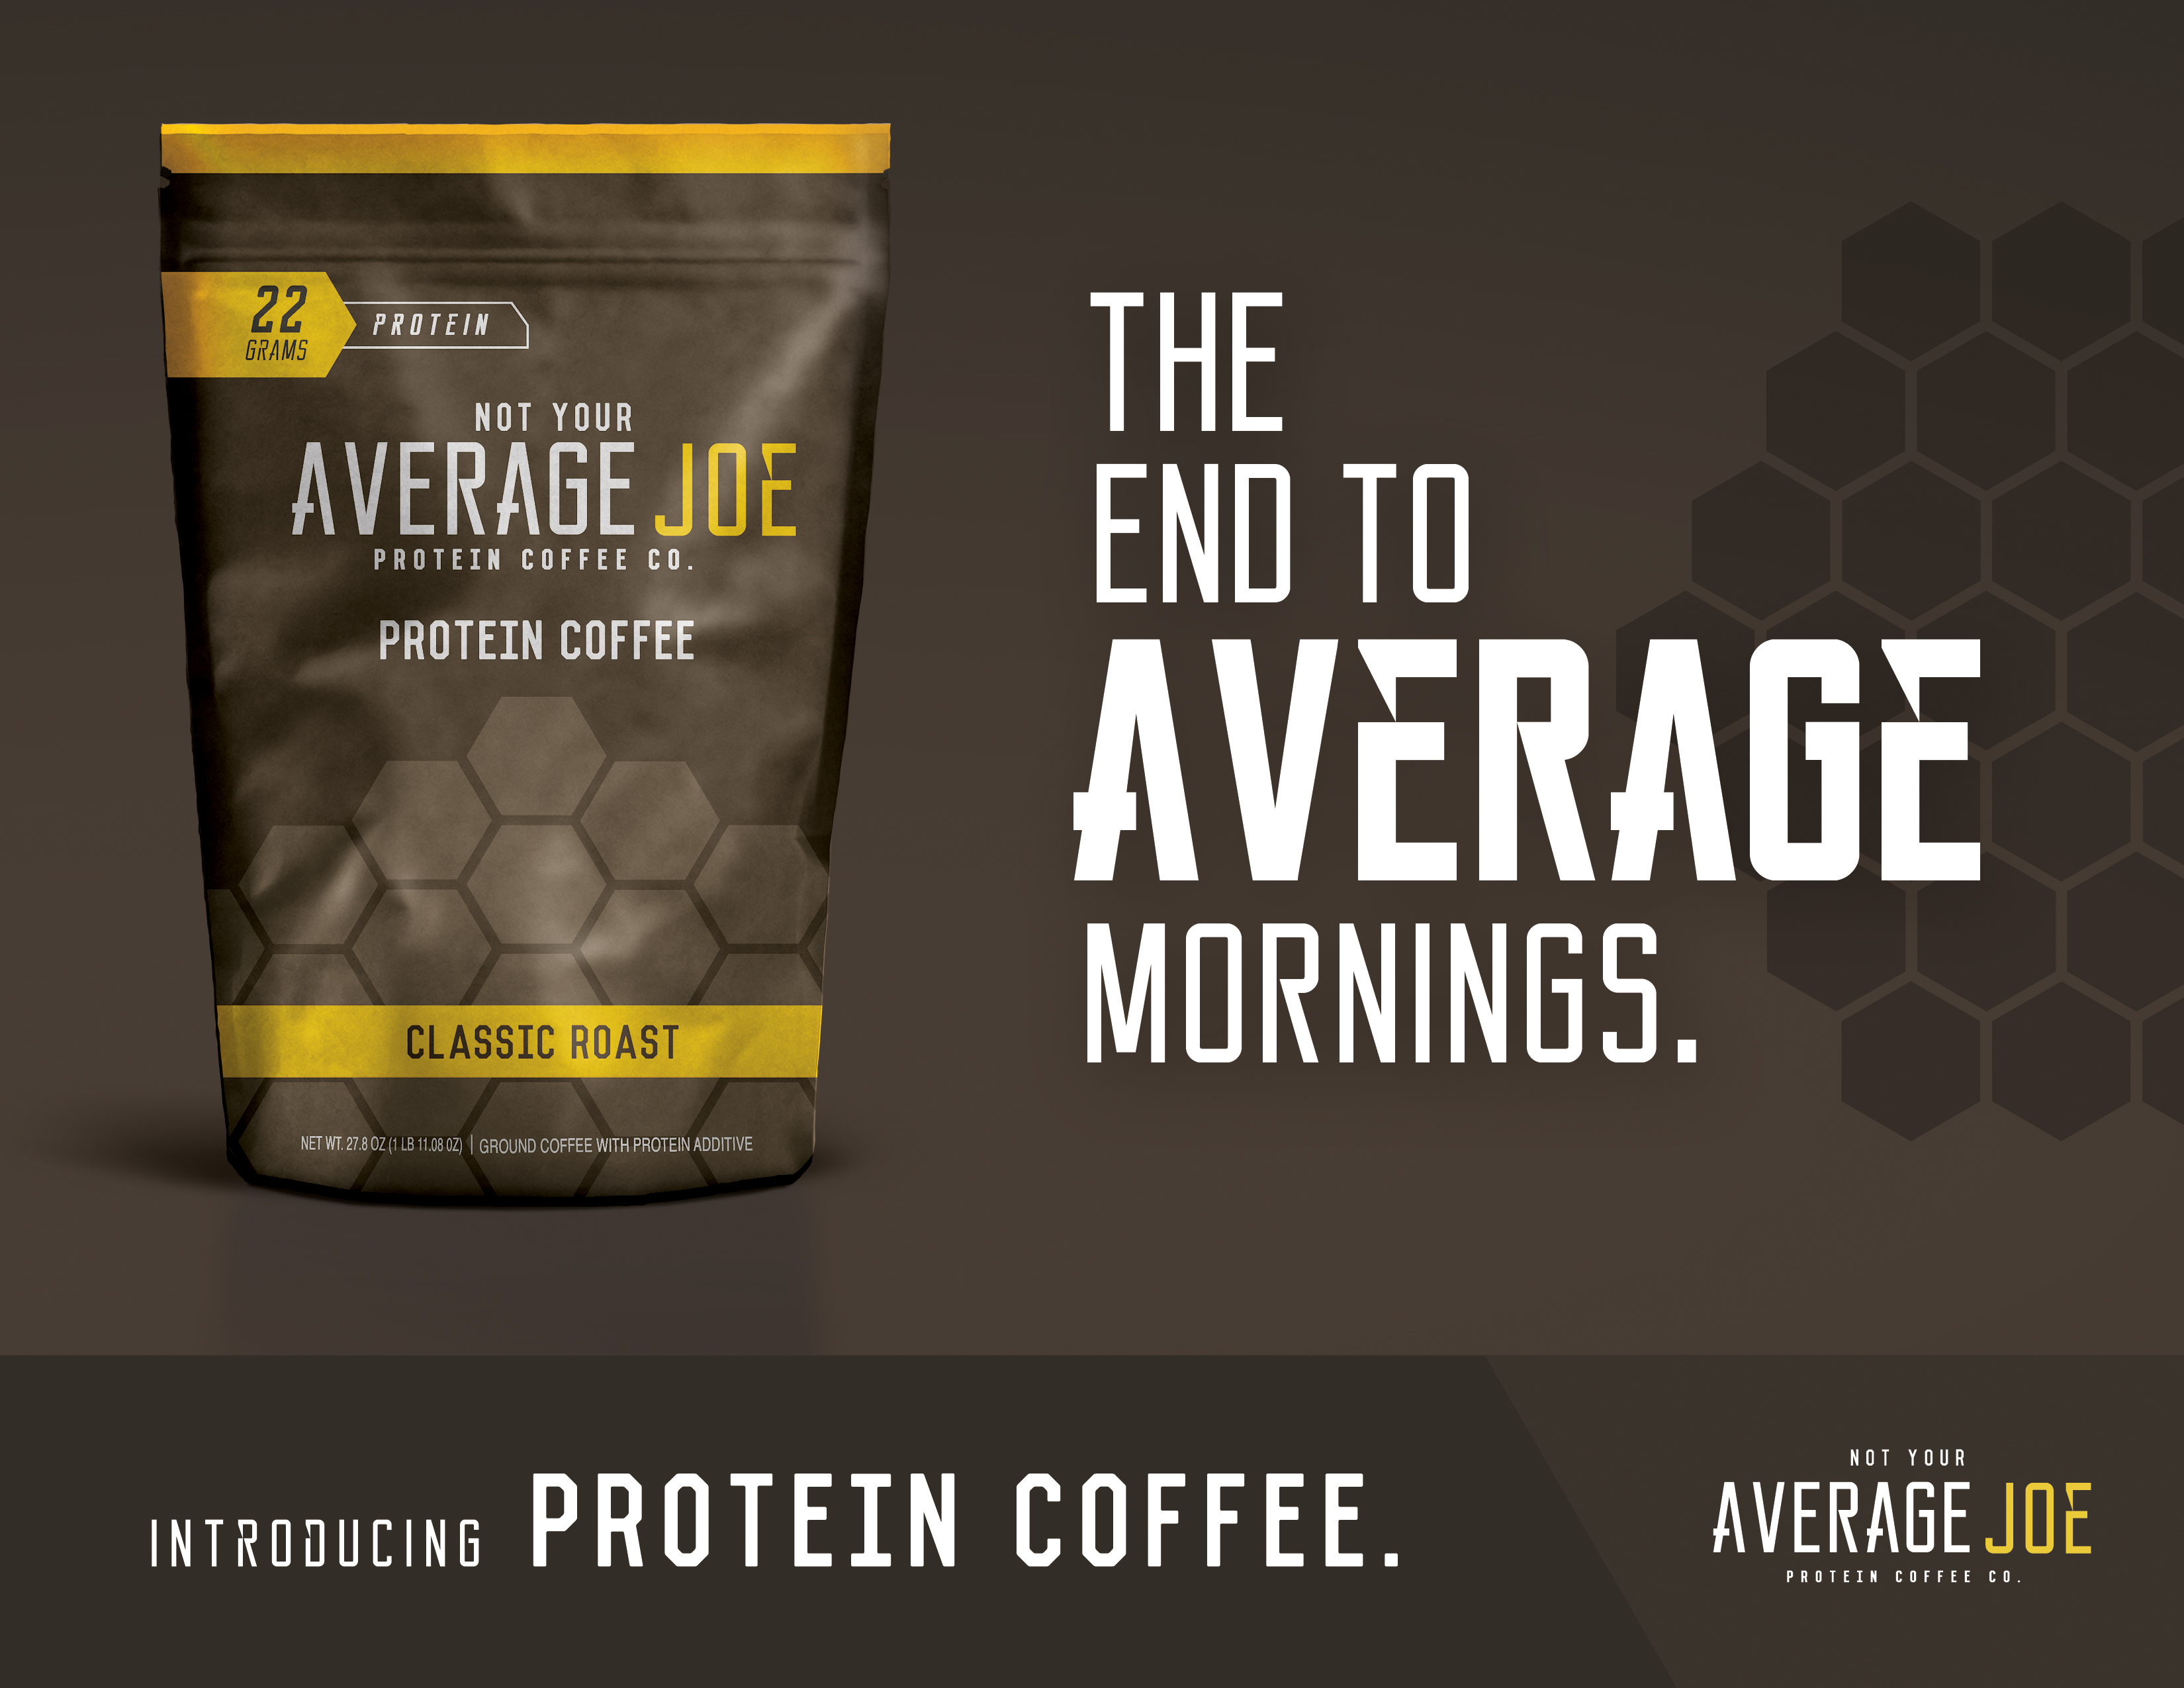 22
GRAMS
PROTEIN
NOT YOUR
AVERAGE JOE
PROTEIN COFFEE CO.
PROTEIN COFFEE
CLASSIC ROAST
NET WT. 27.8 OZ (1 LB 11.08 OZ) | GROUND COFFEE WITH PROTEIN ADDITIVE
THE
END TO
AVERAGE
MORNINGS.
INTRODUCING PROTEIN COFFEE.
NOT YOUR
AVERAGE JOE
PROTEIN COFFEE CO.